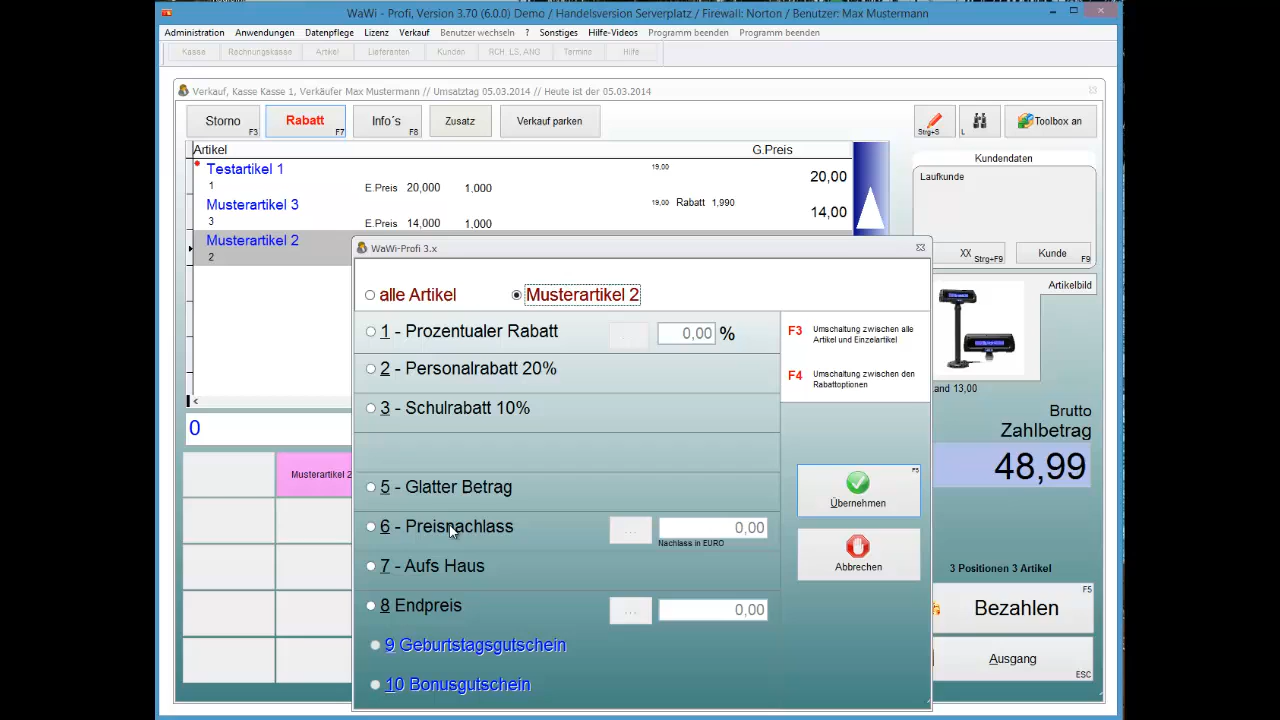 WaWi - Profi, Version 3.70 (6.0.0) Demo / Handelsversion Serverplatz / Firewall: Norton / Benutzer: Max Mustermann
Administration Anwendungen Datenpflege Lizenz Verkauf Benutzer wechseln ? Sonstiges Hilfe-Videos Programm beenden Programm beenden
Kasse Rechnungskasse Artikel Lieferanten Kunden RCH, LS, ANG Termine Hilfe
Verkauf, Kasse Kasse 1, Verkäufer Max Mustermann // Umsatztag 05.03.2014 // Heute ist der 05.03.2014
Storno F3 Rabatt F7 Info´s F8 Zusatz Verkauf parken Strg+S L Toolbox an
Artikel G.Preis
Testartikel 1 19,00 20,00
1 E.Preis 20,000 1,000
Musterartikel 3 19,00 Rabatt 1,990 14,00
3 E.Preis 14,000 1,000
Musterartikel 2
2
Kundendaten
Laufkunde
XX Strg+F9 Kunde F9
Artikelbild
and 13,00
Brutto
Zahlbetrag
48,99
3 Positionen 3 Artikel
Bezahlen F5
Ausgang ESC
<
0
Musterartikel 2
WaWi-Profi 3.x
alle Artikel Musterartikel 2
1 - Prozentualer Rabatt ... 0,00 %
2 - Personalrabatt 20%
3 - Schulrabatt 10%
5 - Glatter Betrag
6 - Preisnachlass ... 0,00
Nachlass in EURO
7 - Aufs Haus
8 Endpreis ... 0,00
9 Geburtstagsgutschein
10 Bonusgutschein
F3 Umschaltung zwischen alle
Artikel und Einzelartikel
F4 Umschaltung zwischen den
Rabattoptionen
F5
Übernehmen
Abbrechen